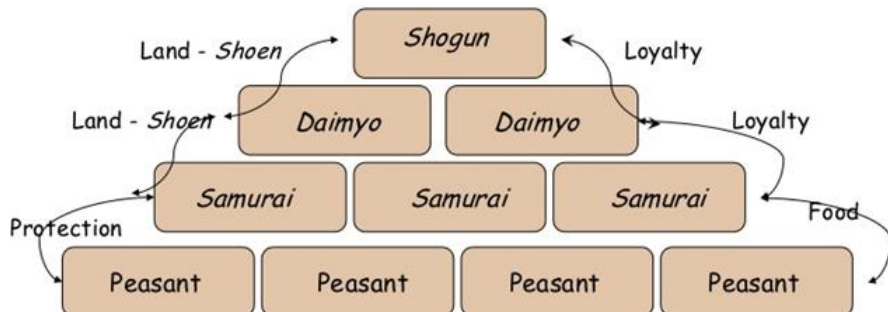 Land - Shoen Shogun Loyalty
Land - Shoen Daimyo Daimyo Loyalty
Samurai Samurai Samurai
Protection Food
Peasant Peasant Peasant Peasant